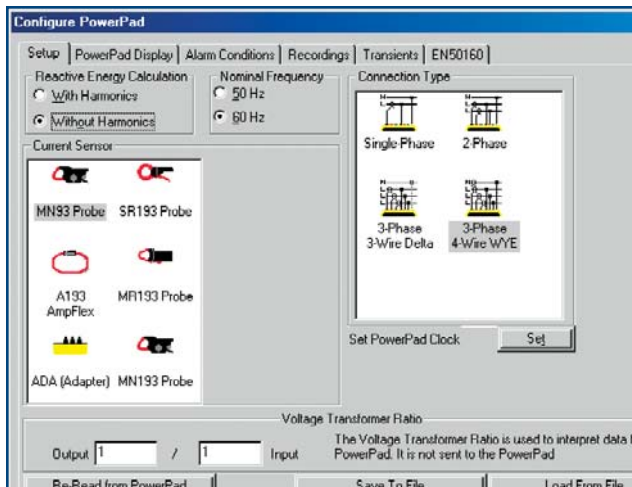 Configure PowerPad
Setup PowerPad Display Alarm Conditions Recordings Transients EN50160
Reactive Energy Calculation
With Harmonics
Without Harmonics
Nominal Frequency
50 Hz
60 Hz
Connection Type
Single-Phase 2-Phase
3-Phase 3-Phase
3-Wire Delta 4-Wire WYE
Current Sensor
MN93 Probe SR193 Probe
A193 MR193 Probe
AmpFlex
ADA (Adapter) MN193 Probe
Set PowerPad Clock Set
Voltage Transformer Ratio
Output 1 / 1 Input
The Voltage Transformer Ratio is used to interpret data
PowerPad. It is not sent to the PowerPad
Re-Read from PowerPad Save To File Load From File